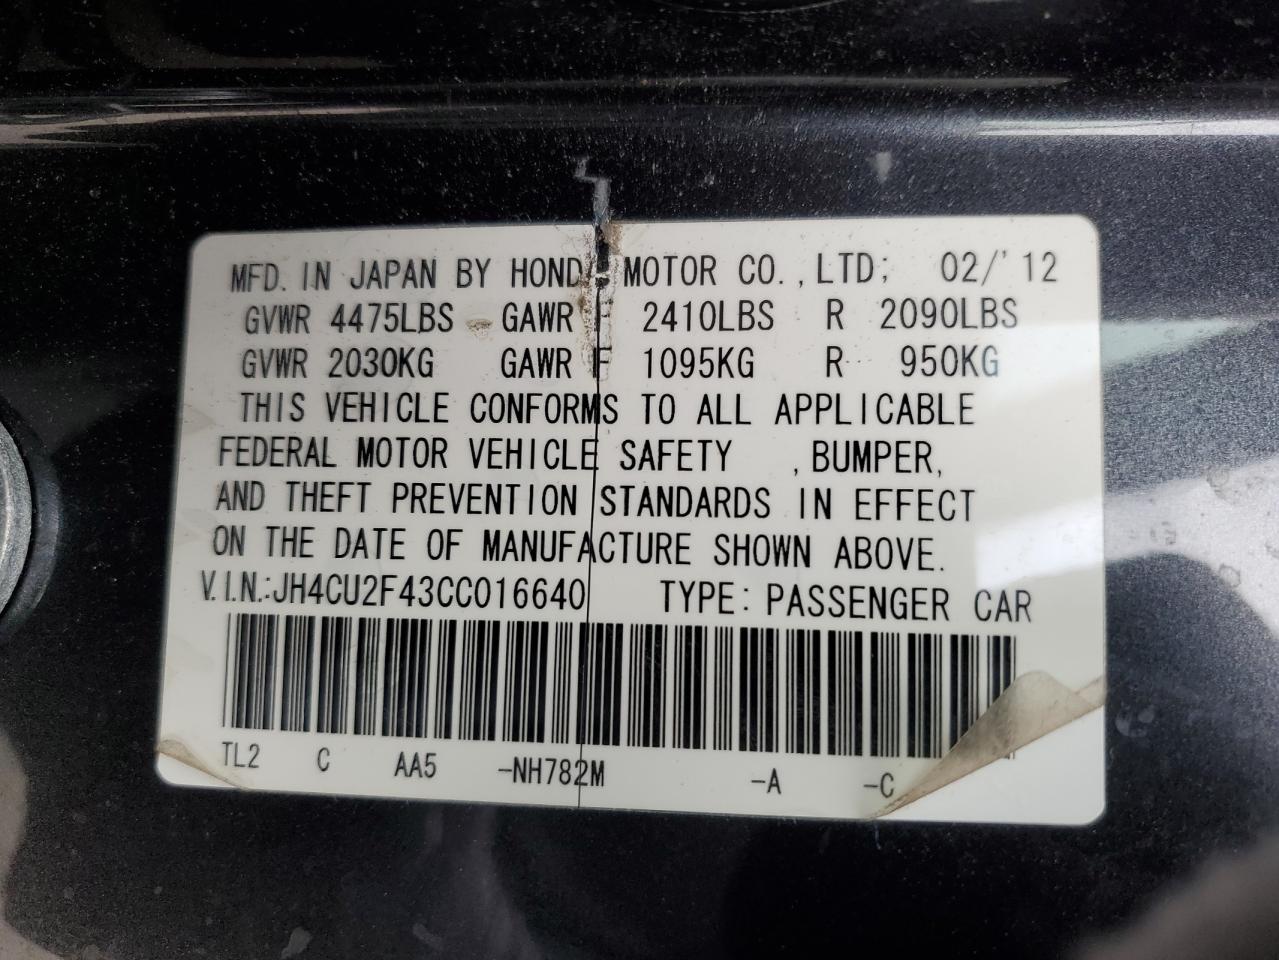 MFD. IN JAPAN BY HONDA MOTOR CO., LTD; 02/'12
GVWR 4475LBS GAWR F 2410LBS R 2090LBS
GVWR 2030KG GAWR F 1095KG R 950KG
THIS VEHICLE CONFORMS TO ALL APPLICABLE
FEDERAL MOTOR VEHICLE SAFETY , BUMPER,
AND THEFT PREVENTION STANDARDS IN EFFECT
ON THE DATE OF MANUFACTURE SHOWN ABOVE.
V.I.N.:JH4CU2F43CC016640 TYPE: PASSENGER CAR
TL2 C AA5 -NH782M -A -C